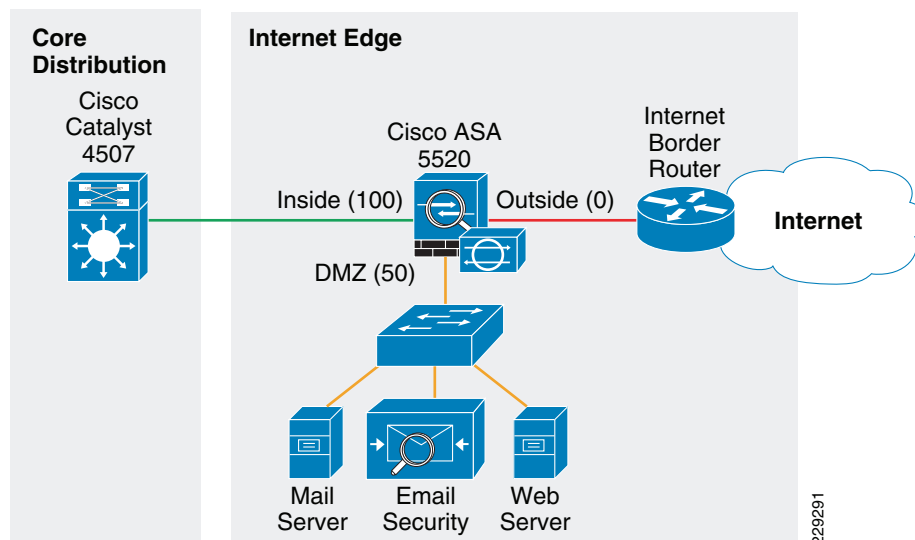 Core
Distribution
Internet Edge
Cisco
Catalyst
4507
Cisco ASA
5520
Internet
Border
Router
Inside (100)
Outside (0)
Internet
DMZ (50)
Mail
Server
Email
Security
Web
Server
229291